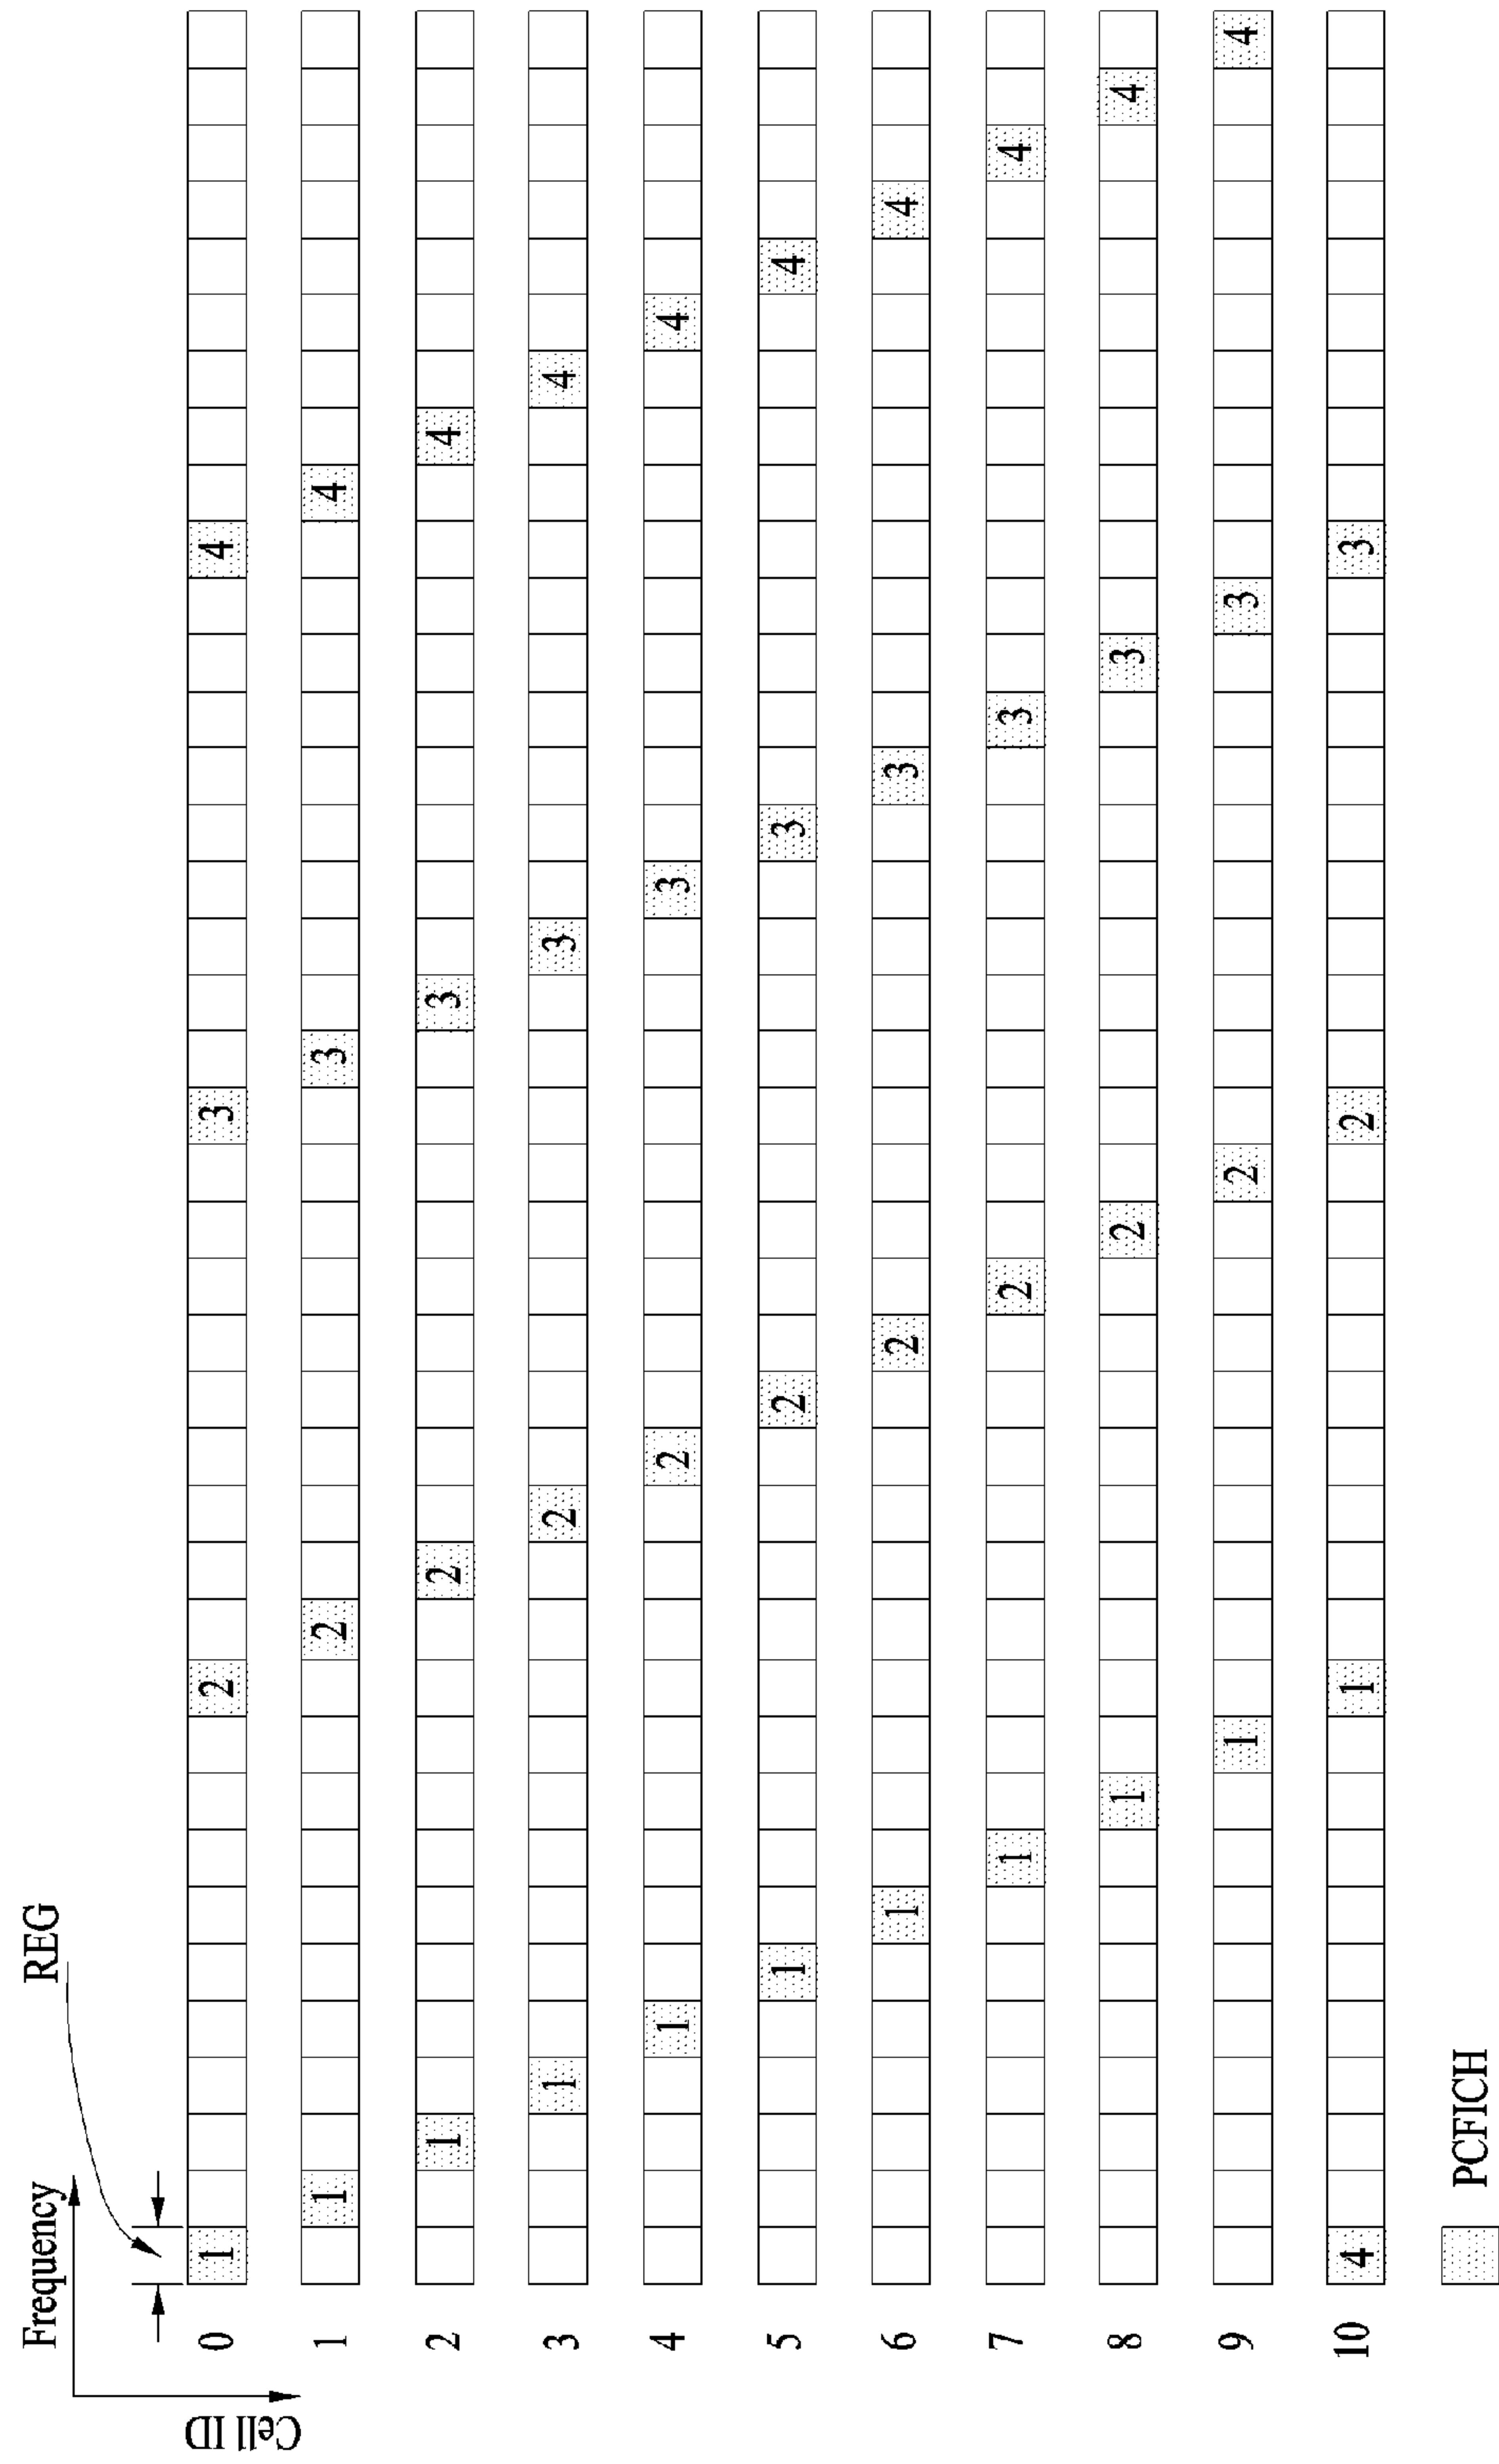 Frequency
REG
Cell ID
0 1 2 3 4
1 1 2 3 4
2 1 2 3 4
3 1 2 3 4
4 1 2 3 4
5 1 2 3 4
6 1 2 3 4
7 1 2 3 4
8 1 2 3 4
9 1 2 3 4
10 4 1 2 3
PCFICH